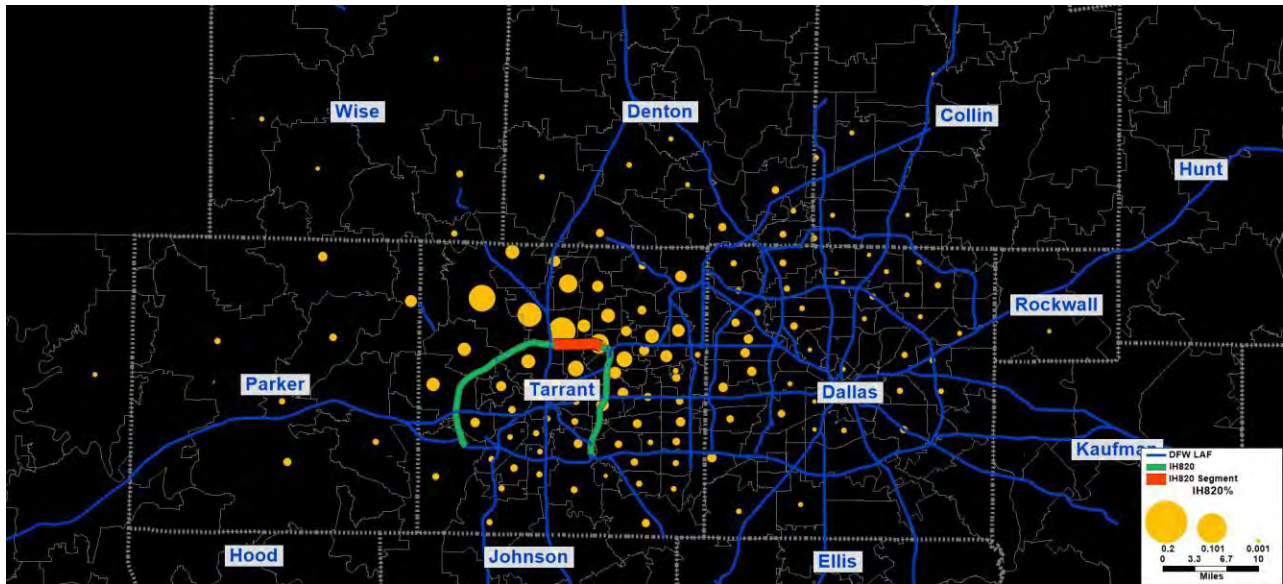 Wise
Denton
Collin
Hunt
Rockwall
Parker
Tarrant
Dallas
Kaufman
Hood
Johnson
Ellis
DFW LAF
IH820
IH820 Segment
IH820%
0.2 0.101 0.001
0 3.3 6.7 10
Miles